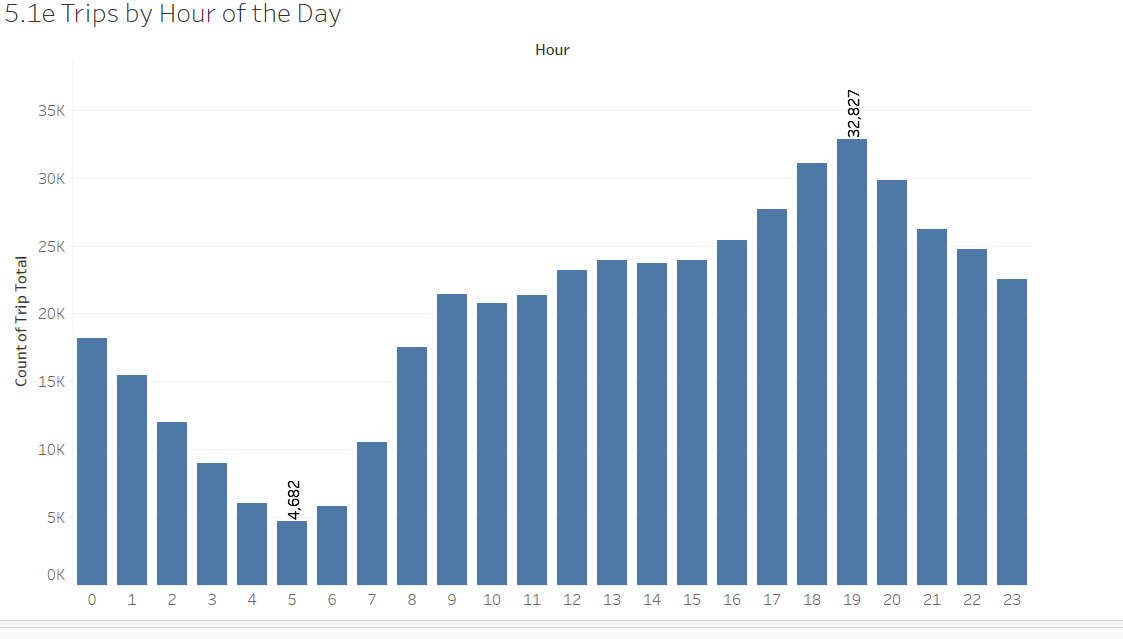 5.1e Trips by Hour of the Day
Hour
Count of Trip Total
35K
30K
25K
20K
15K
10K
5K
0K
4,682
32,827
0 1 2 3 4 5 6 7 8 9 10 11 12 13 14 15 16 17 18 19 20 21 22 23